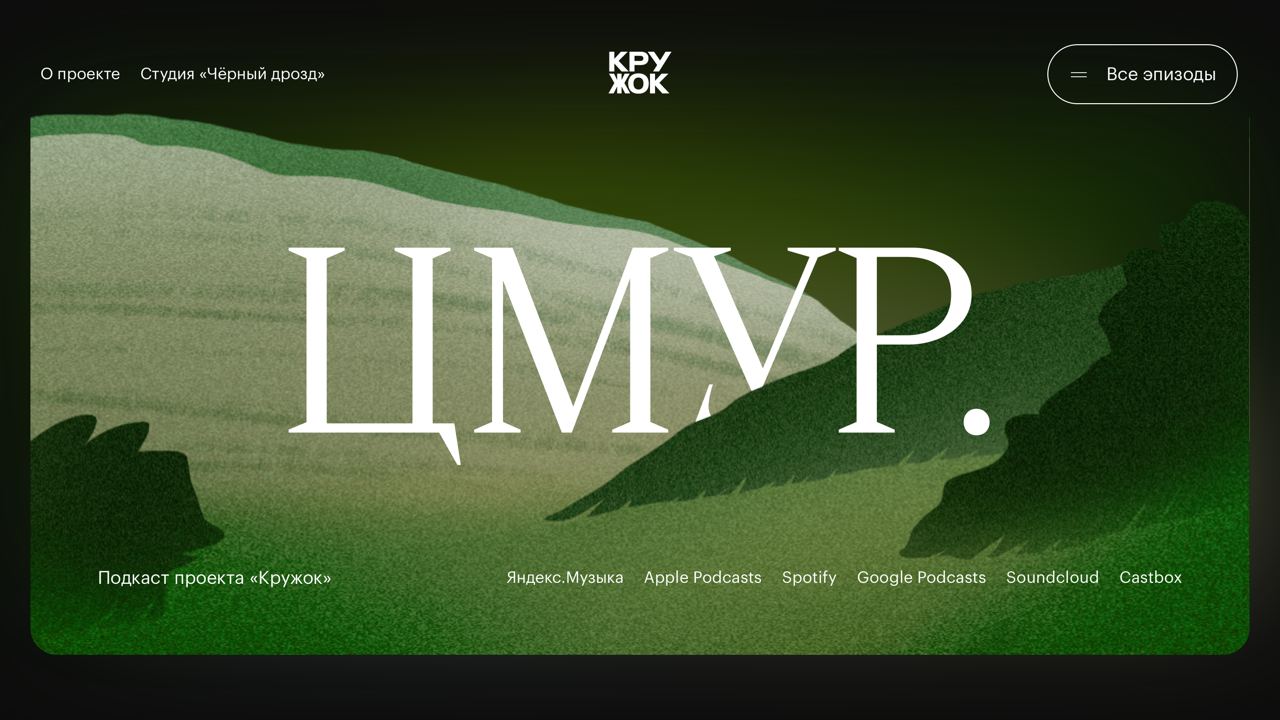 О проекте
Студия «Чёрный дрозд»
КРУ
ЖОК
Все эпизоды
ЦМУР.
Подкаст проекта «Кружок»
Яндекс.Музыка
Apple Podcasts
Spotify
Google Podcasts
Soundcloud
Castbox